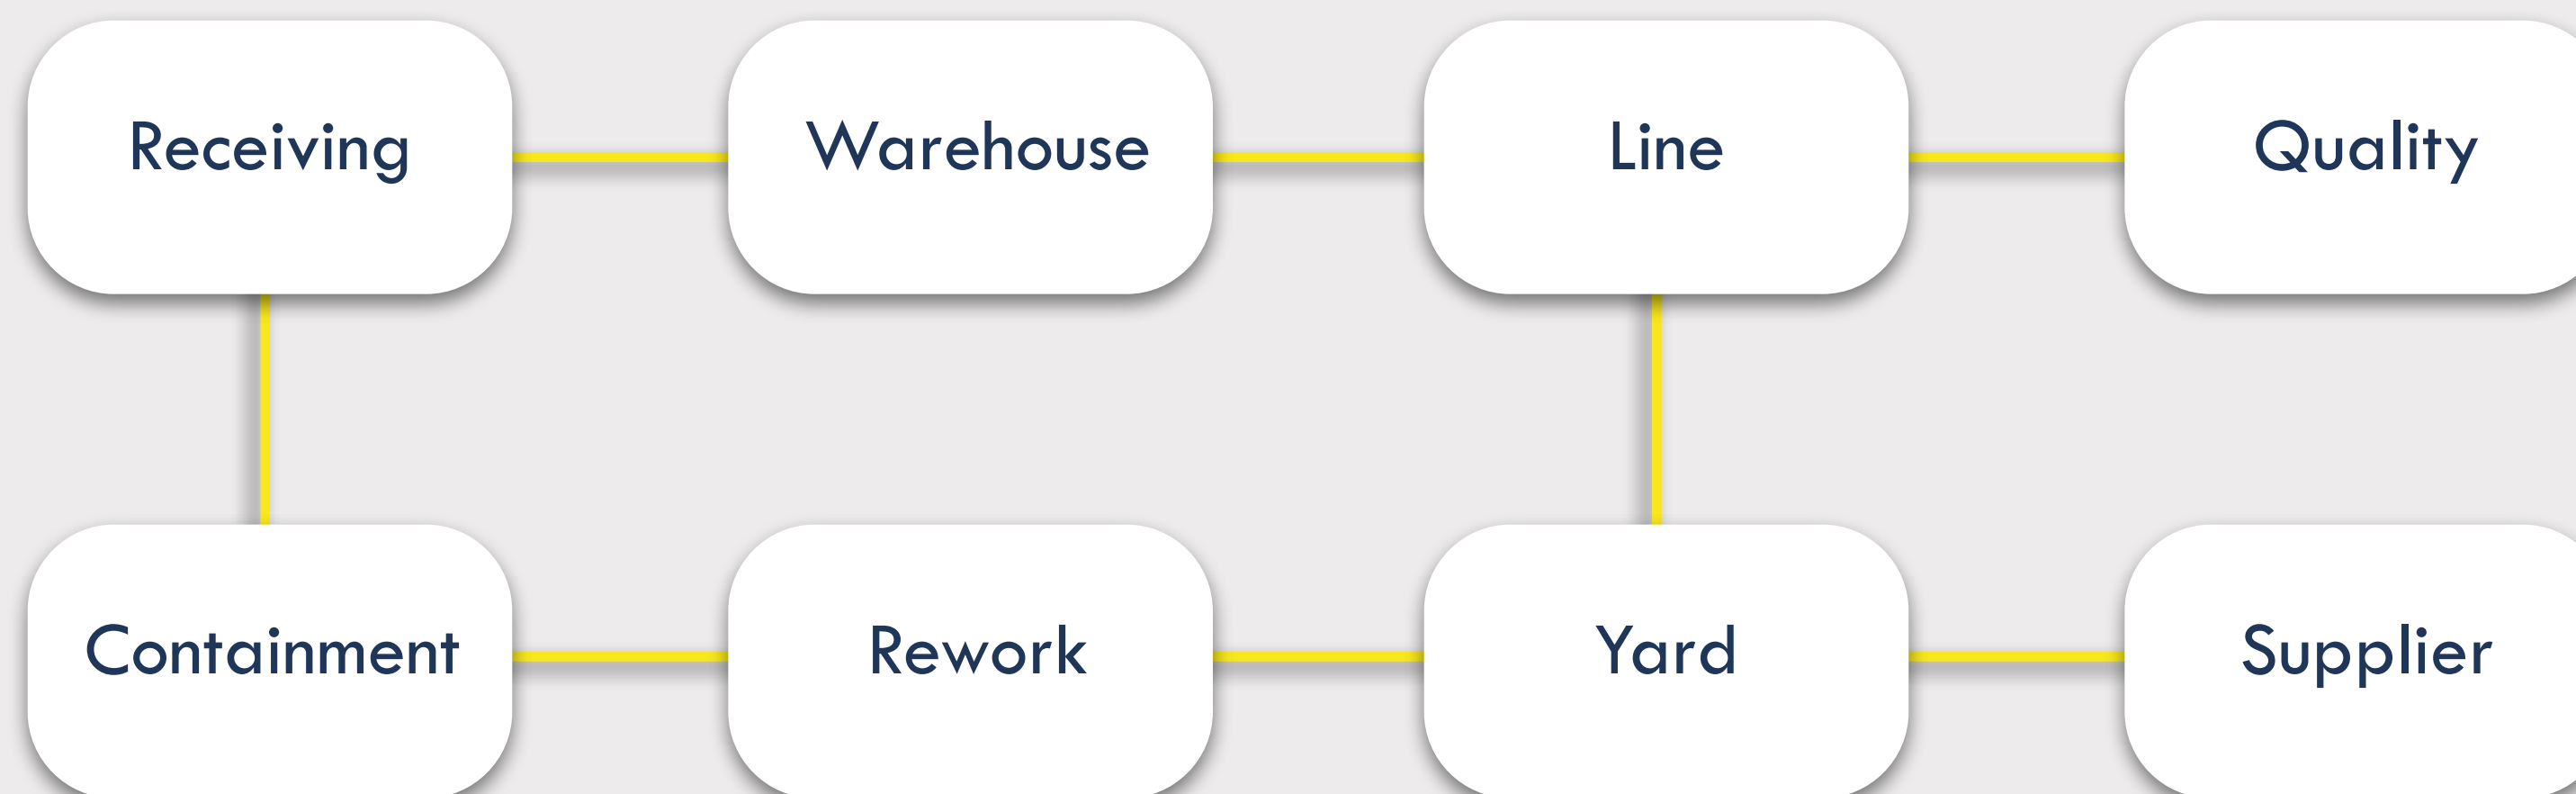 Receiving
Warehouse
Line
Quality
Containment
Rework
Yard
Supplier